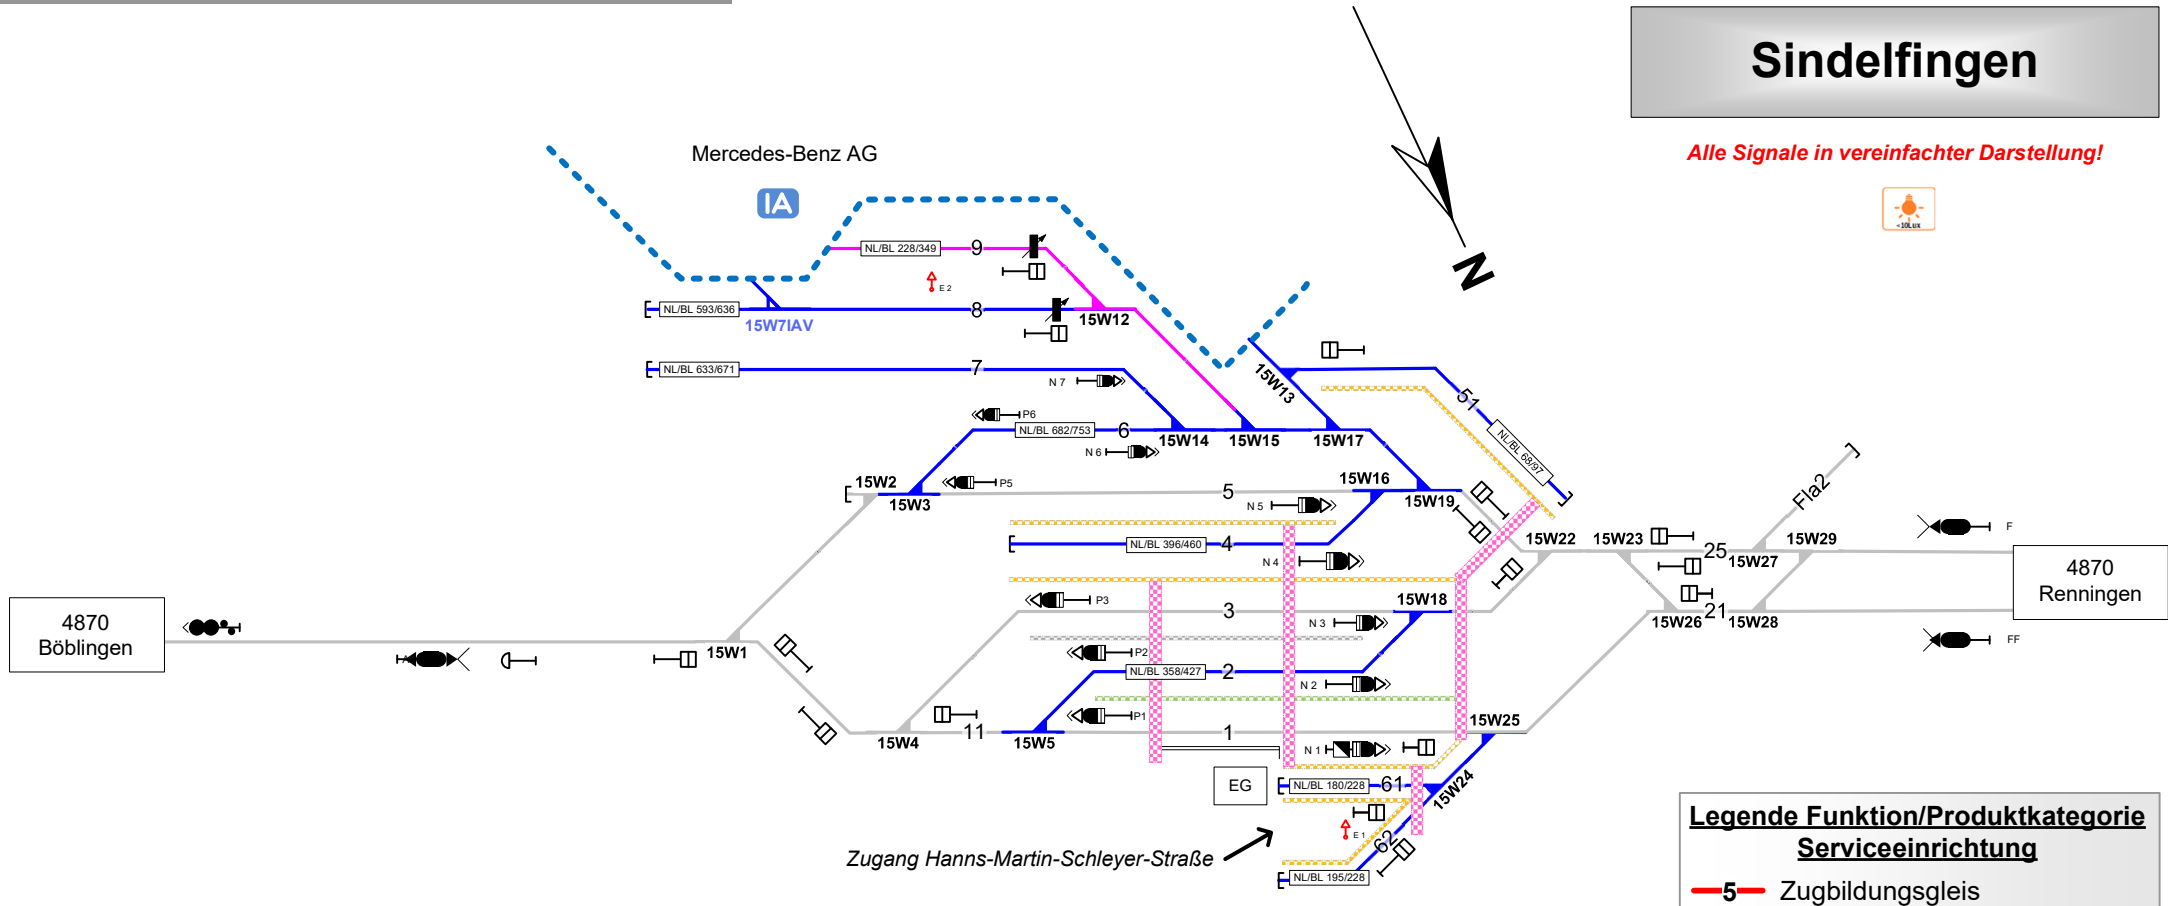 Sindelfingen
Alle Signale in vereinfachter Darstellung!
<10Lux
N
Mercedes-Benz AG
IA
NL/BL 228/349
9
E 2
NL/BL 593/636
8
15W7IAV
15W12
NL/BL 633/671
7
N 7
15W13
51
NL/BL 68/97
P6
NL/BL 682/753
6
15W14
15W15
15W17
N 6
15W2
15W3
P5
5
15W16
15W19
N 5
Fla2
NL/BL 396/460
4
N 4
15W22
15W23
25
15W27
15W29
F
4870
Renningen
4870
Böblingen
A
15W1
P3
3
15W18
N 3
21
15W26
15W28
FF
P2
NL/BL 358/427
2
N 2
P1
1
15W25
15W4
11
15W5
N 1
EG
NL/BL 180/228
61
15W24
E 1
62
Zugang Hanns-Martin-Schleyer-Straße
NL/BL 195/228
Legende Funktion/Produktkategorie
Serviceeinrichtung
5 Zugbildungsgleis